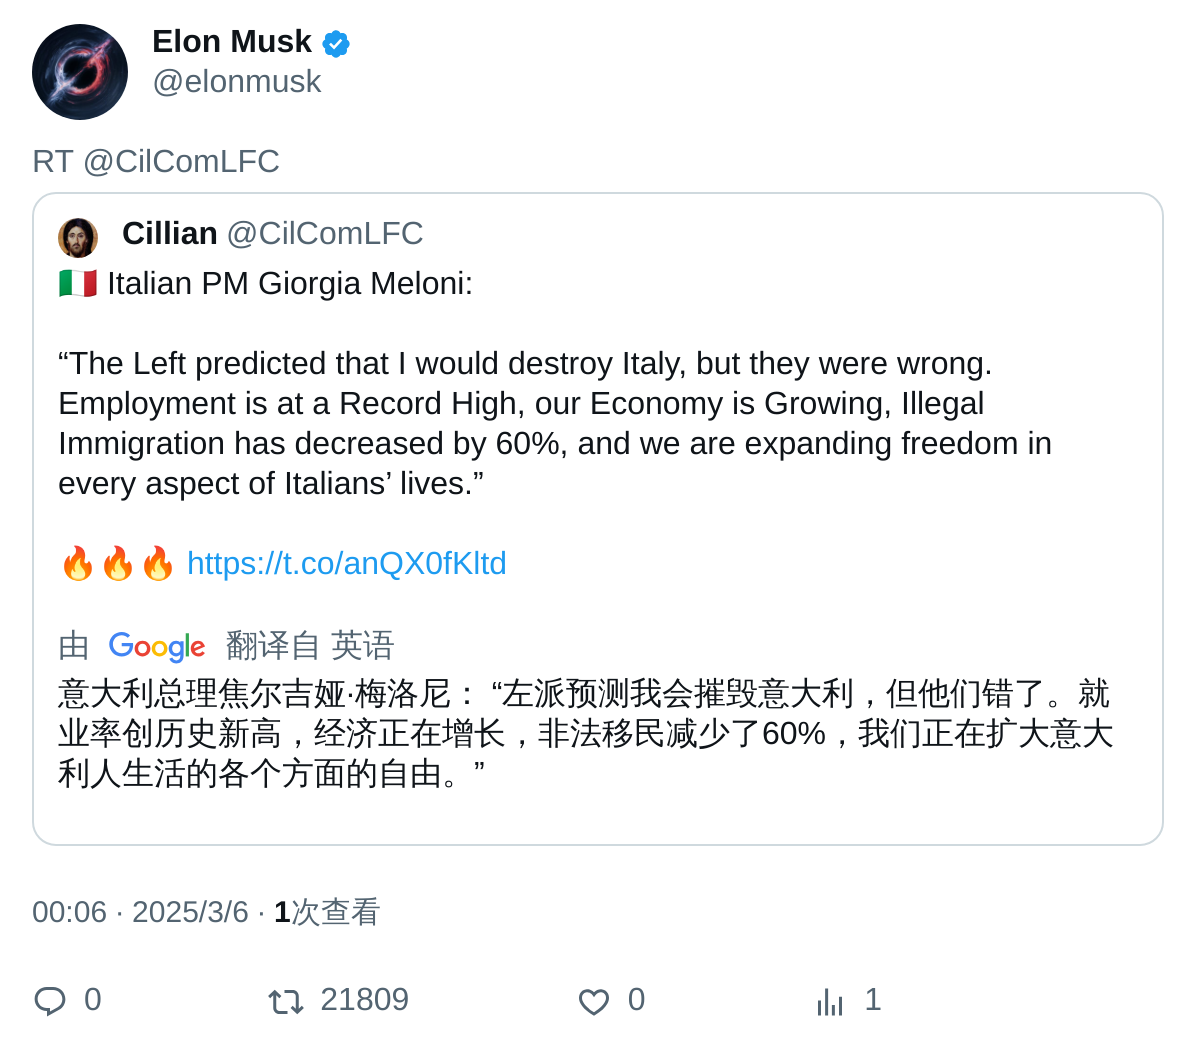 Elon Musk
@elonmusk
RT @CilComLFC
Cillian @CilComLFC
🇮🇹 Italian PM Giorgia Meloni:
“The Left predicted that I would destroy Italy, but they were wrong.
Employment is at a Record High, our Economy is Growing, Illegal
Immigration has decreased by 60%, and we are expanding freedom in
every aspect of Italians’ lives.”
🔥🔥🔥 https://t.co/anQX0fKltd
由 Google 翻译自 英语
意大利总理焦尔吉娅·梅洛尼： “左派预测我会摧毁意大利，但他们错了。就
业率创历史新高，经济正在增长，非法移民减少了60%，我们正在扩大意大
利人生活的各个方面的自由。”
00:06 · 2025/3/6 · 1次查看
0 21809 0 1